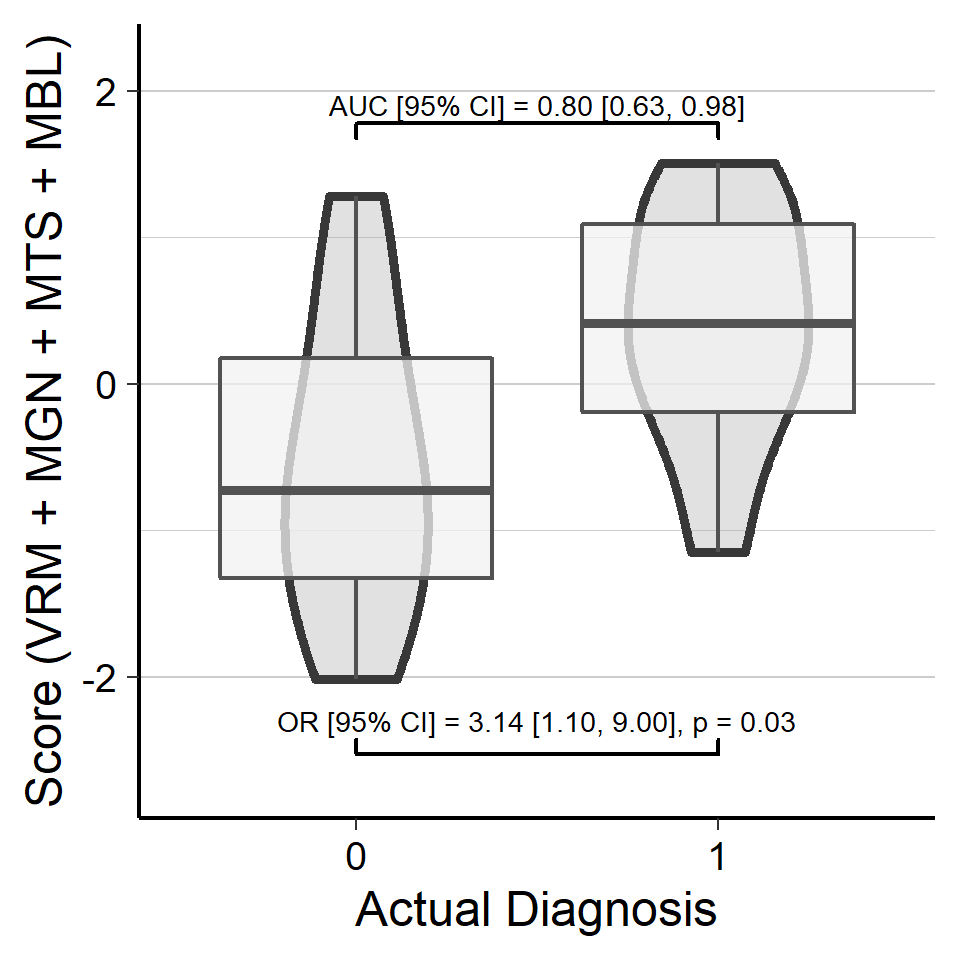 Score (VRM + MGN + MTS + MBL)
2
0
-2
AUC [95% CI] = 0.80 [0.63, 0.98]
OR [95% CI] = 3.14 [1.10, 9.00], p = 0.03
0 1
Actual Diagnosis